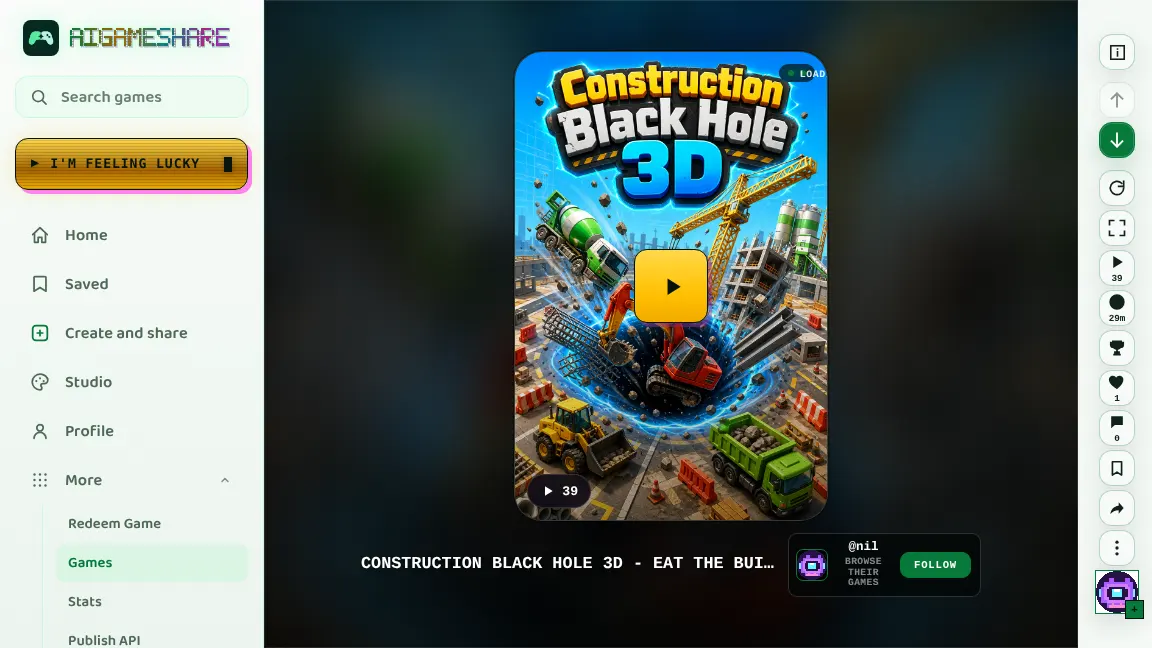 AIGAMESHARE
Search games
I'M FEELING LUCKY
Home
Saved
Create and share
Studio
Profile
More
Redeem Game
Games
Stats
Publish API
LOAD
Construction
Black Hole
3D
39
CONSTRUCTION BLACK HOLE 3D - EAT THE BUI…
@nil
BROWSE
THEIR
GAMES
FOLLOW
39
29m
1
0